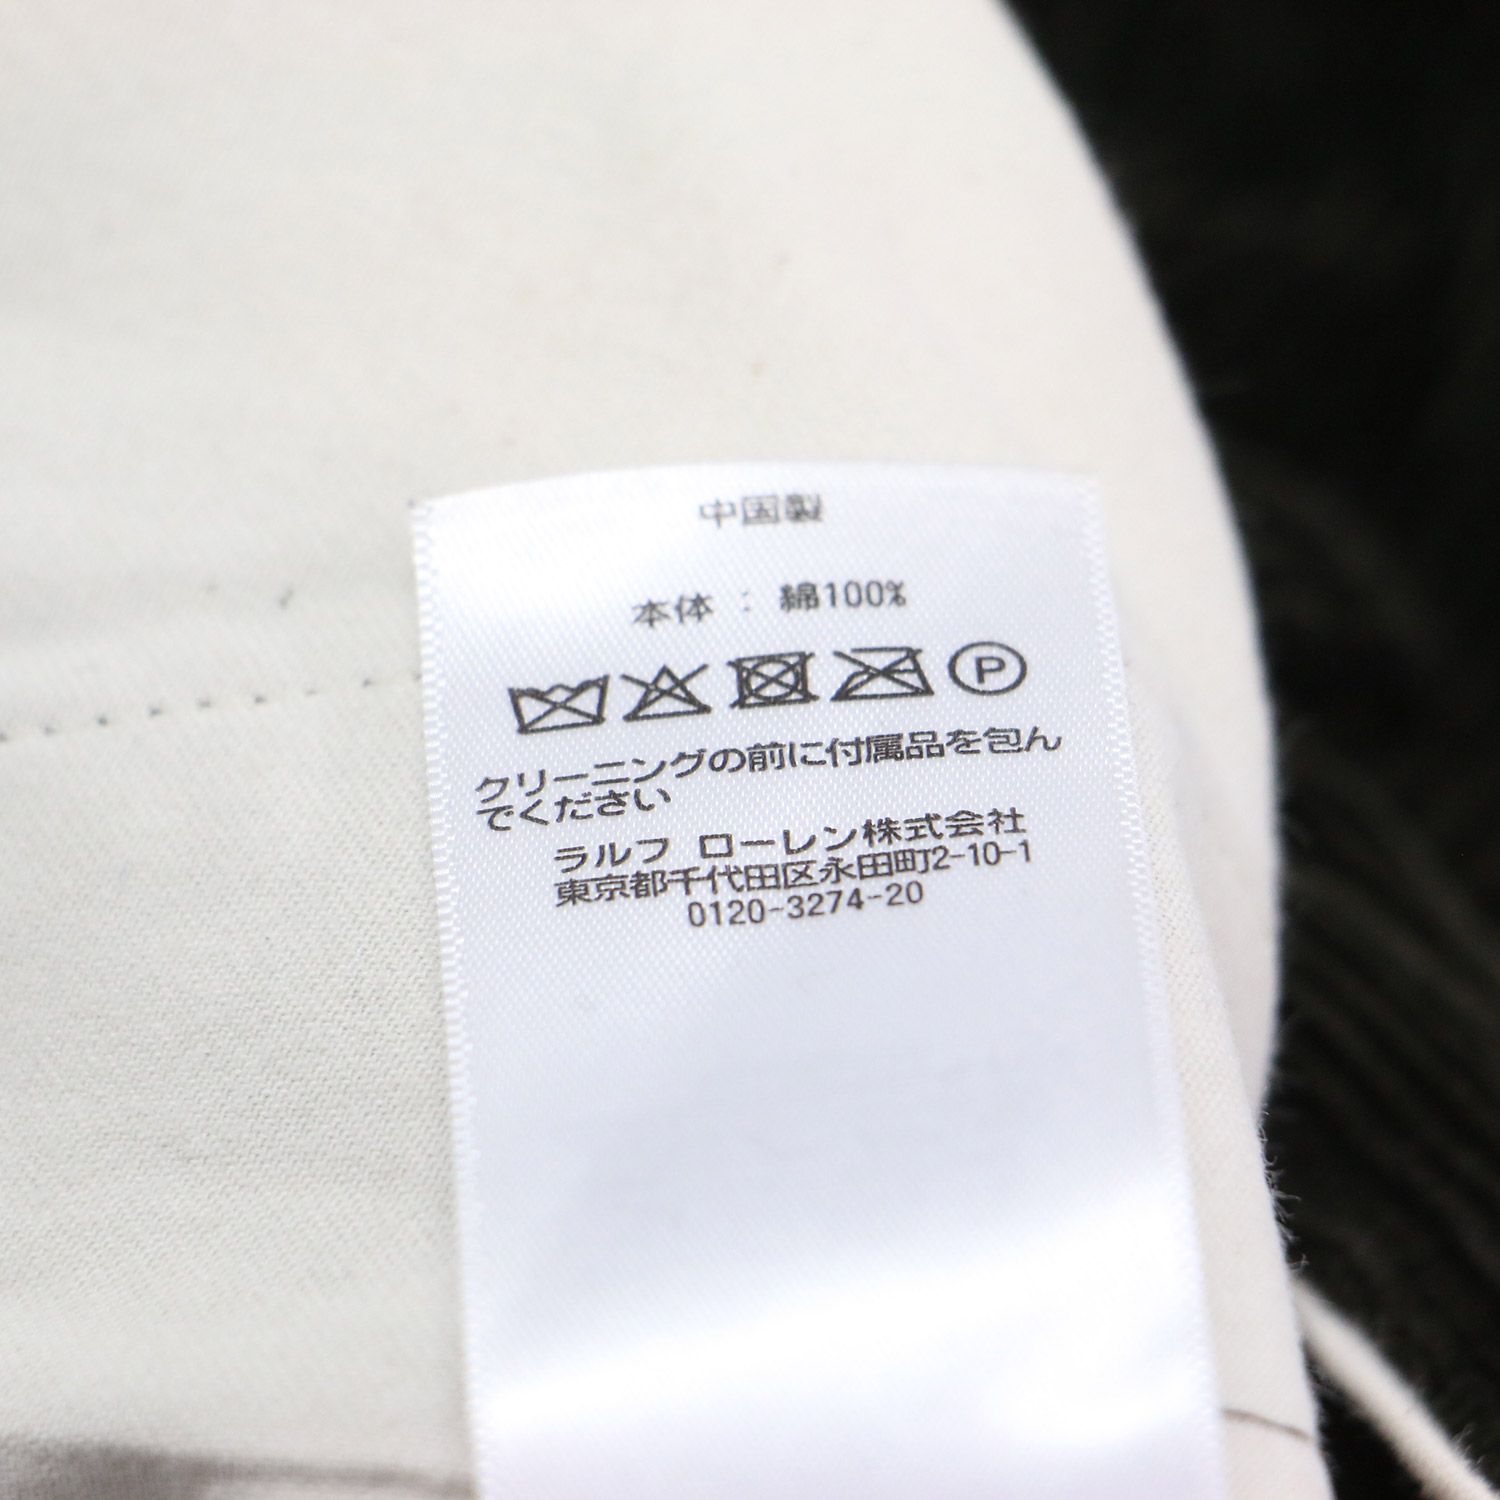 中国製
本体 : 綿100%
P
クリーニングの前に付属品を包ん
でください
ラルフ ローレン株式会社
東京都千代田区永田町2-10-1
0120-3274-20